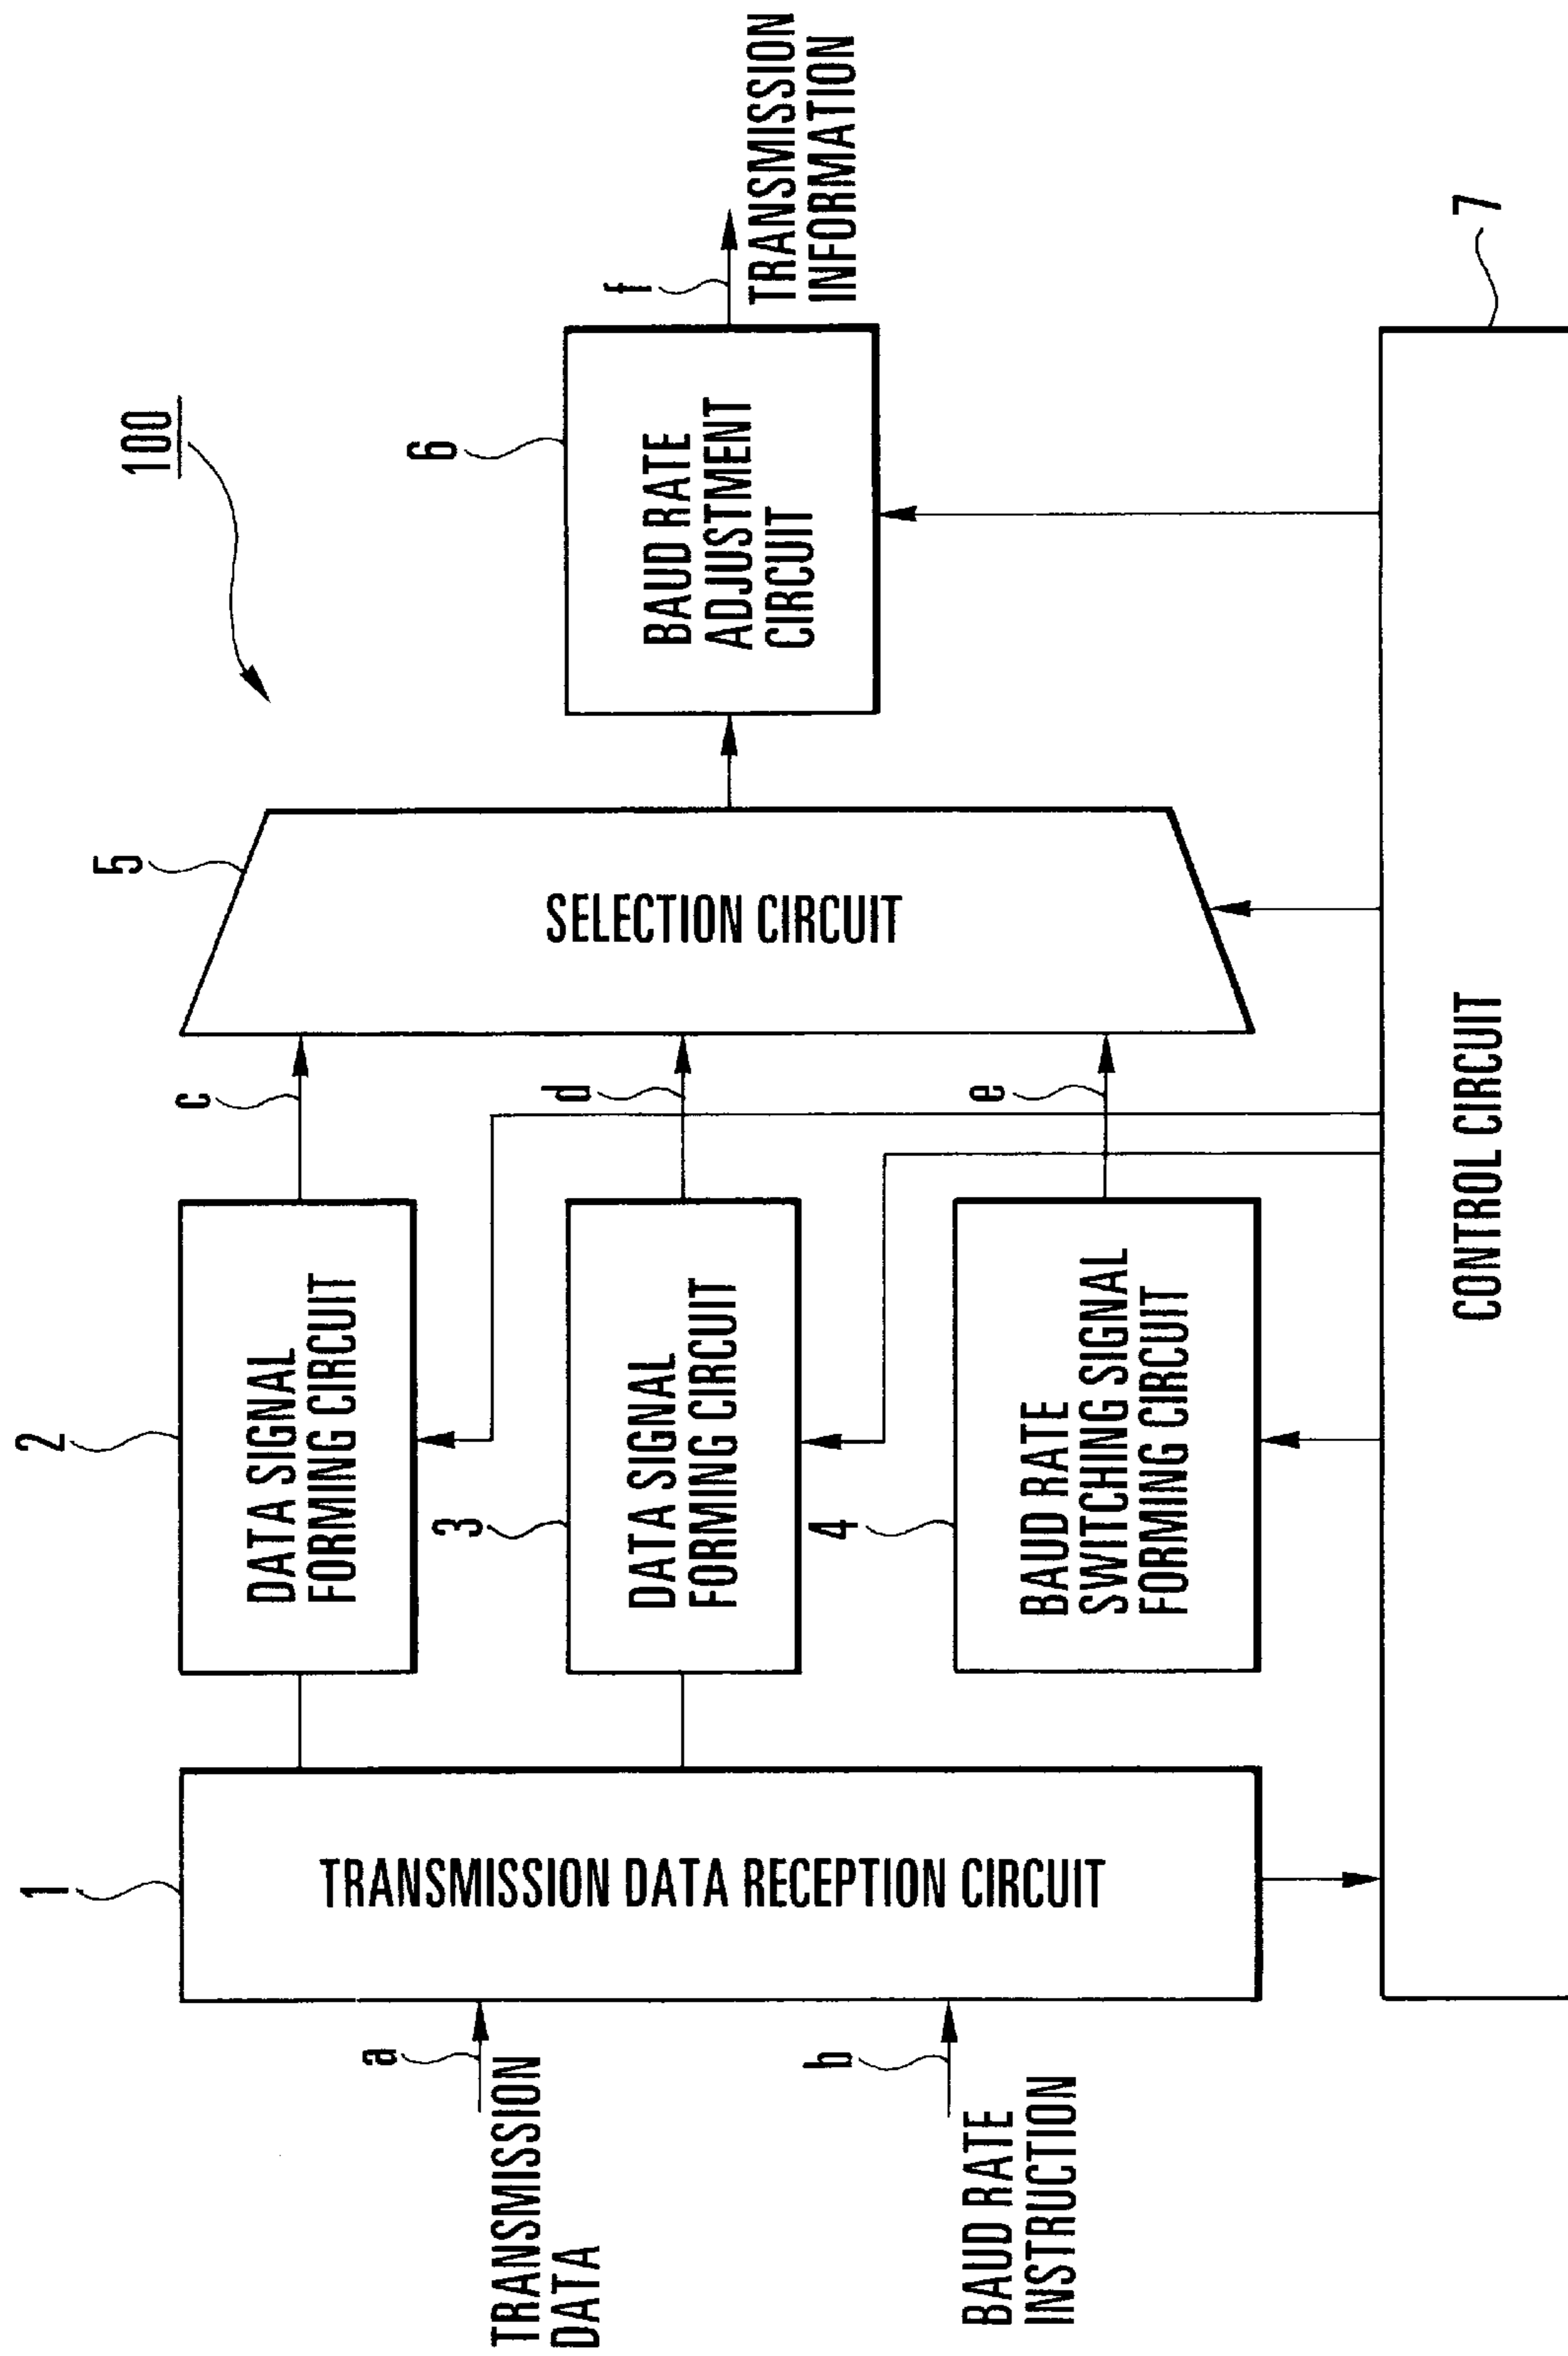 100
1
TRANSMISSION DATA RECEPTION CIRCUIT
a
TRANSMISSION
DATA
b
BAUD RATE
INSTRUCTION
2
DATA SIGNAL
FORMING CIRCUIT
c
3
DATA SIGNAL
FORMING CIRCUIT
d
4
BAUD RATE
SWITCHING SIGNAL
FORMING CIRCUIT
e
5
SELECTION CIRCUIT
6
BAUD RATE
ADJUSTMENT
CIRCUIT
f
TRANSMISSION
INFORMATION
7
CONTROL CIRCUIT